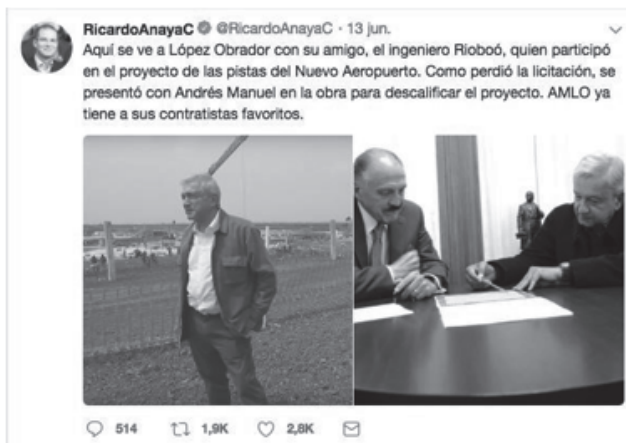 RicardoAnayaC @RicardoAnayaC · 13 jun.
Aquí se ve a López Obrador con su amigo, el ingeniero Rioboó, quien participó
en el proyecto de las pistas del Nuevo Aeropuerto. Como perdió la licitación, se
presentó con Andrés Manuel en la obra para descalificar el proyecto. AMLO ya
tiene a sus contratistas favoritos.
514 1,9K 2,8K